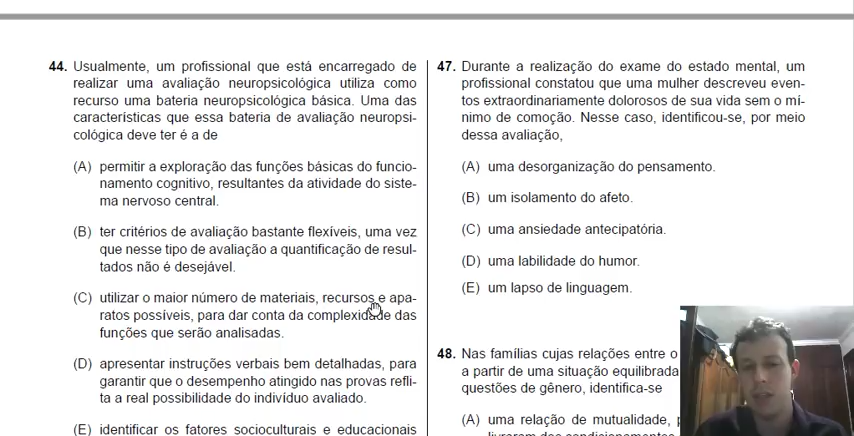 44. Usualmente, um profissional que está encarregado de
realizar uma avaliação neuropsicológica utiliza como
recurso uma bateria neuropsicológica básica. Uma das
características que essa bateria de avaliação neuropsi-
cológica deve ter é a de
(A) permitir a exploração das funções básicas do funcio-
namento cognitivo, resultantes da atividade do siste-
ma nervoso central.
(B) ter critérios de avaliação bastante flexíveis, uma vez
que nesse tipo de avaliação a quantificação de resul-
tados não é desejável.
(C) utilizar o maior número de materiais, recursos e apa-
ratos possíveis, para dar conta da complexidade das
funções que serão analisadas.
(D) apresentar instruções verbais bem detalhadas, para
garantir que o desempenho atingido nas provas refli-
ta a real possibilidade do indivíduo avaliado.
(E) identificar os fatores socioculturais e educacionais
47. Durante a realização do exame do estado mental, um
profissional constatou que uma mulher descreveu even-
tos extraordinariamente dolorosos de sua vida sem o mí-
nimo de comoção. Nesse caso, identificou-se, por meio
dessa avaliação,
(A) uma desorganização do pensamento.
(B) um isolamento do afeto.
(C) uma ansiedade antecipatória.
(D) uma labilidade do humor.
(E) um lapso de linguagem.
48. Nas famílias cujas relações entre o
a partir de uma situação equilibrada
questões de gênero, identifica-se
(A) uma relação de mutualidade,